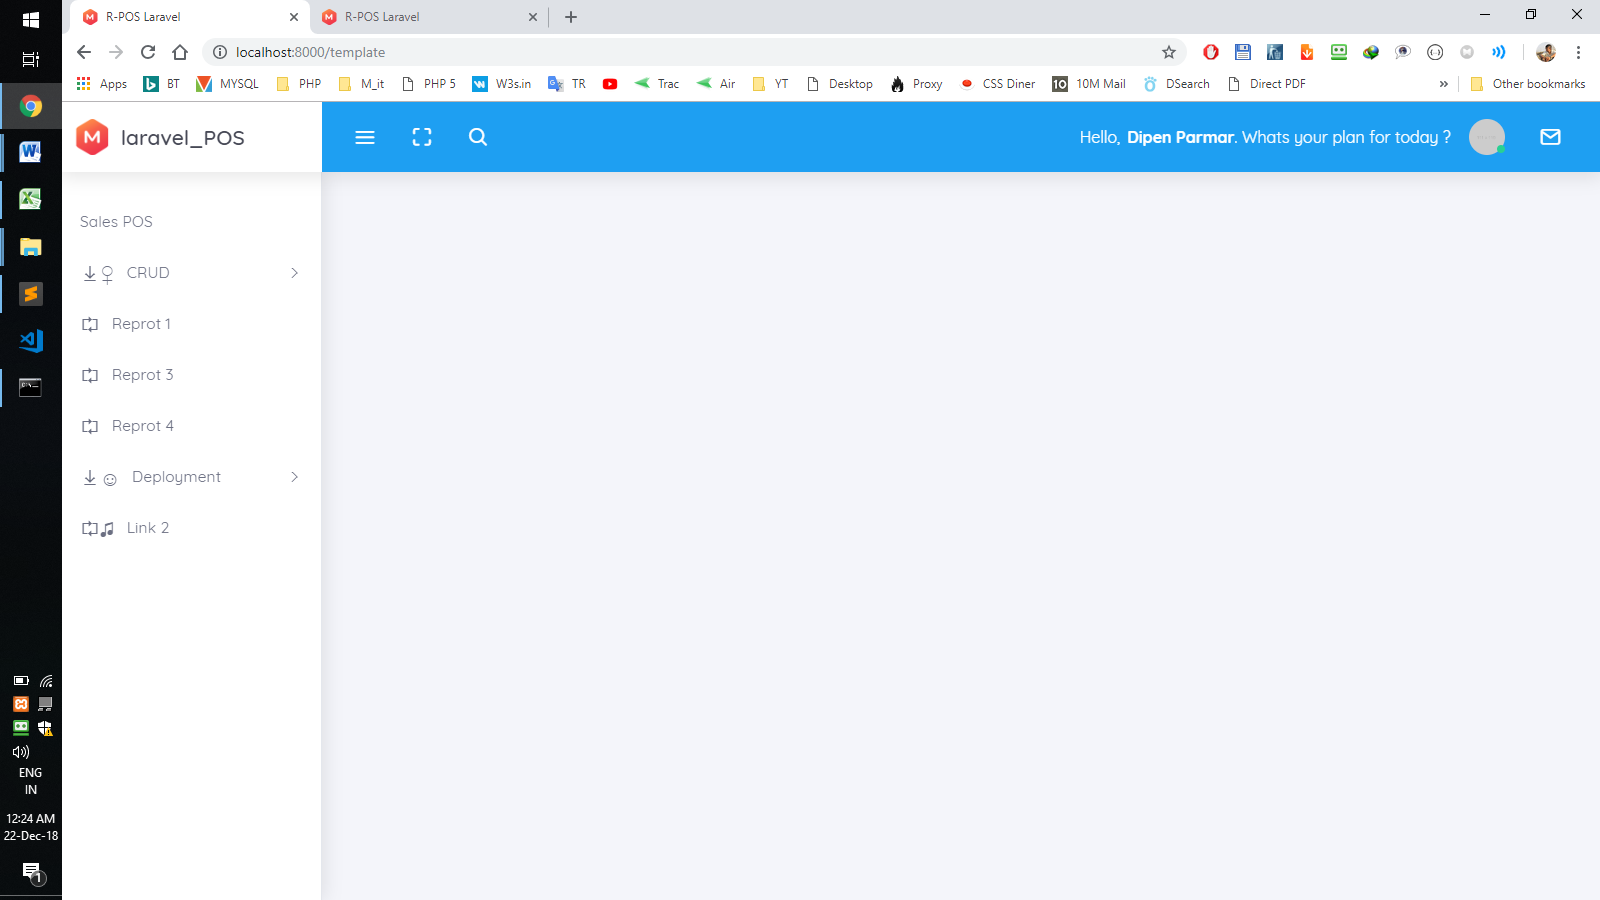 R-POS Laravel
R-POS Laravel
localhost:8000/template
Apps BT MYSQL PHP M_it PHP 5 W3s.in TR Trac Air YT Desktop Proxy CSS Diner 10M Mail DSearch Direct PDF » Other bookmarks
laravel_POS
Hello, Dipen Parmar. Whats your plan for today ?
Sales POS
CRUD
Reprot 1
Reprot 3
Reprot 4
Deployment
Link 2
ENG
IN
12:24 AM
22-Dec-18
1